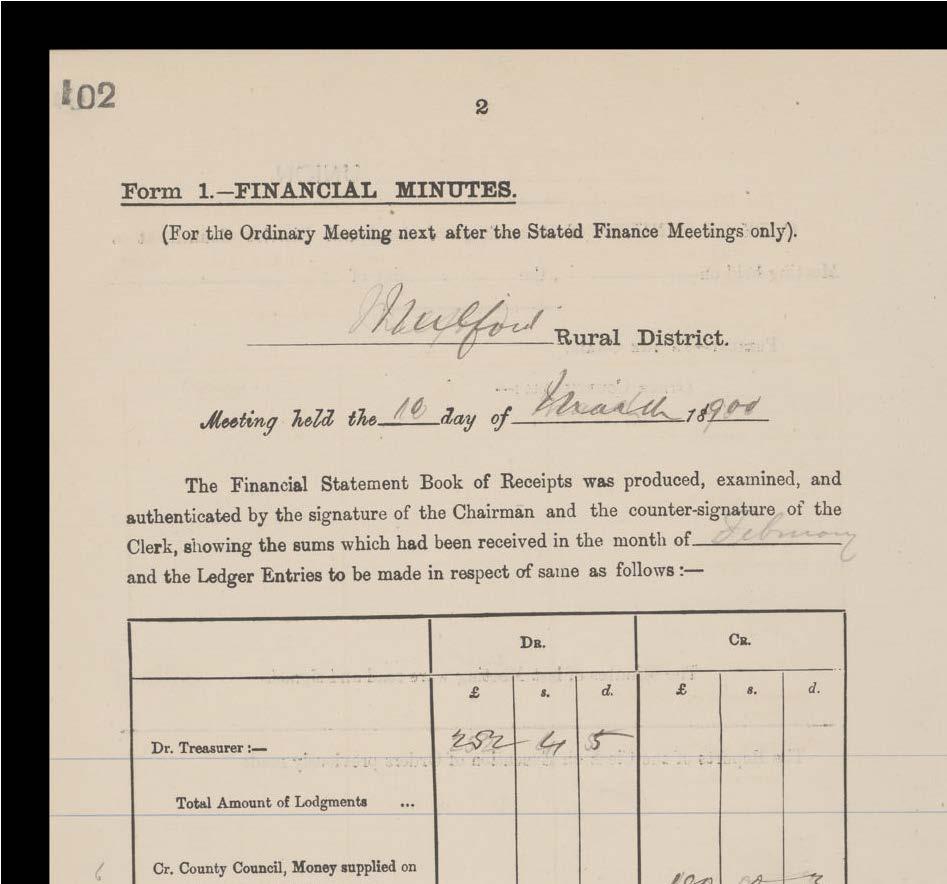 102
2
Form 1.—FINANCIAL MINUTES.
(For the Ordinary Meeting next after the Stated Finance Meetings only).
Milford Rural District.
Meeting held the 10 day of March 18900
The Financial Statement Book of Receipts was produced, examined, and
authenticated by the signature of the Chairman and the counter-signature of the
Clerk, showing the sums which had been received in the month of February
and the Ledger Entries to be made in respect of same as follows :—
DR. CR.
£ s. d. £ s. d.
Dr. Treasurer :— 252 4 5
Total Amount of Lodgments ...
Cr. County Council, Money supplied on